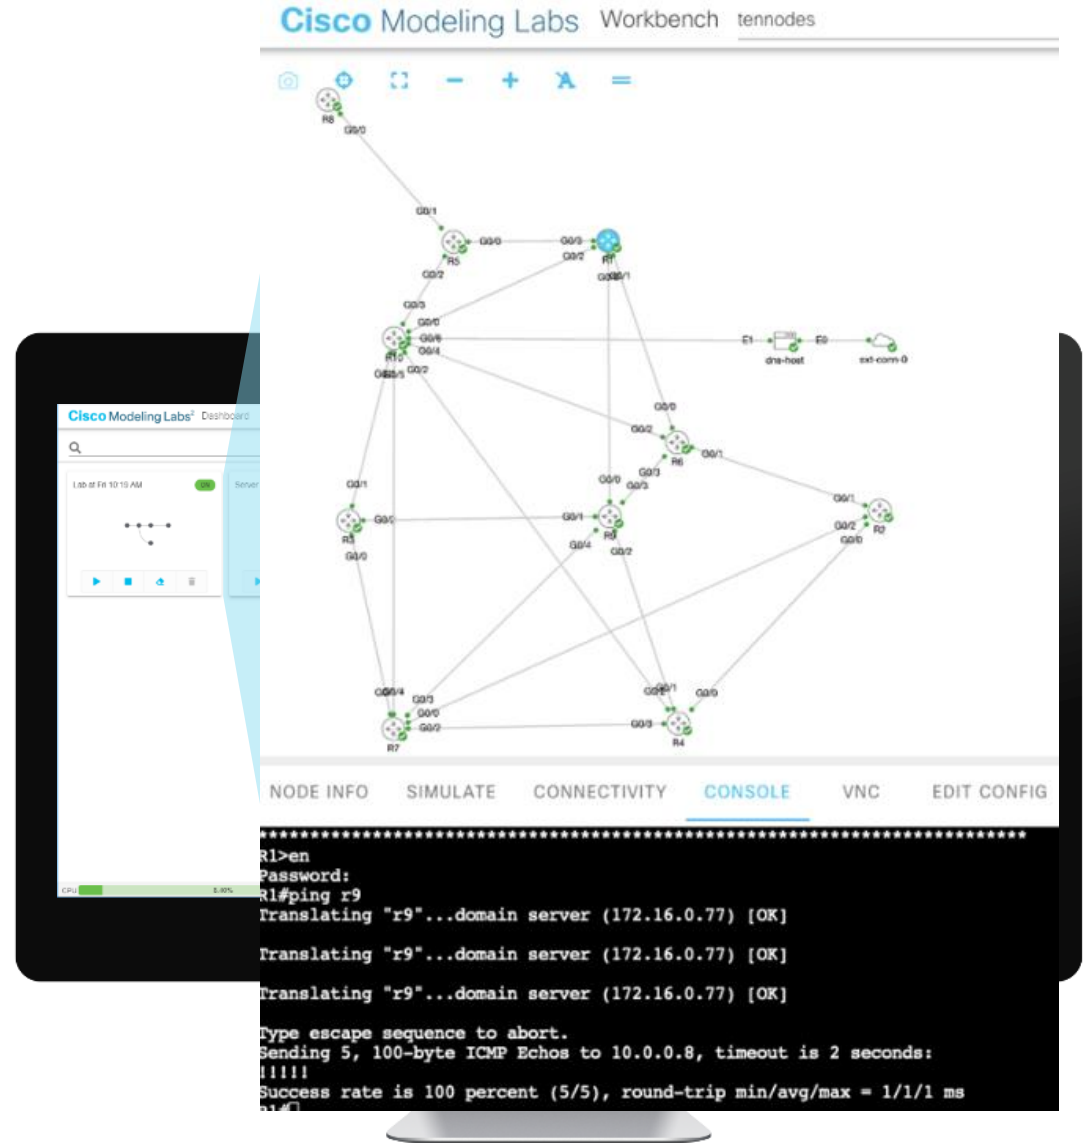 Cisco Modeling Labs Workbench tennodes
R8
G0/0
G0/1
R5
G0/0
G0/3
R1
G0/2
G0/1
G0/2
G0/3
G0/0
G0/6
G0/4
R10
G0/2
E1
dns-host
E0
ext-conn-0
G0/0
G0/2
R6
G0/1
G0/3
G0/3
G0/0
G0/1
R3
G0/1
R9
G0/4
G0/2
G0/0
G0/1
G0/2
G0/0
R2
G0/3
G0/0
G0/2
R7
G0/0
G0/3
R4
Cisco Modeling Labs² Dashboard
Lab at Fri 10:19 AM
ON
Server
CPU
5.40%
NODE INFO SIMULATE CONNECTIVITY CONSOLE VNC EDIT CONFIG
*****************************************************************************
R1>en
Password:
R1#ping r9
Translating "r9"...domain server (172.16.0.77) [OK]
Translating "r9"...domain server (172.16.0.77) [OK]
Translating "r9"...domain server (172.16.0.77) [OK]
Type escape sequence to abort.
Sending 5, 100-byte ICMP Echos to 10.0.0.8, timeout is 2 seconds:
!!!!!
Success rate is 100 percent (5/5), round-trip min/avg/max = 1/1/1 ms
R1#